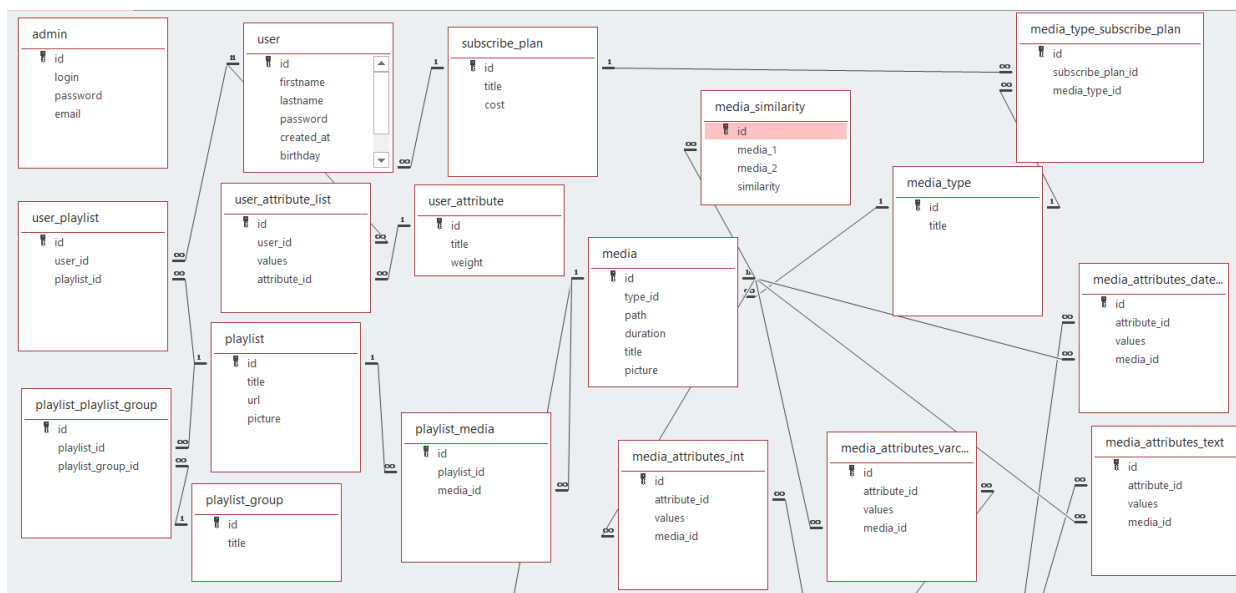 admin
id
login
password
email
user
id
firstname
lastname
password
created_at
birthday
subscribe_plan
id
title
cost
media_type_subscribe_plan
id
subscribe_plan_id
media_type_id
media_similarity
id
media_1
media_2
similarity
media_type
id
title
user_playlist
id
user_id
playlist_id
user_attribute_list
id
user_id
values
attribute_id
user_attribute
id
title
weight
media
id
type_id
path
duration
title
picture
media_attributes_date...
id
attribute_id
values
media_id
playlist
id
title
url
picture
playlist_playlist_group
id
playlist_id
playlist_group_id
playlist_group
id
title
playlist_media
id
playlist_id
media_id
media_attributes_int
id
attribute_id
values
media_id
media_attributes_varc...
id
attribute_id
values
media_id
media_attributes_text
id
attribute_id
values
media_id